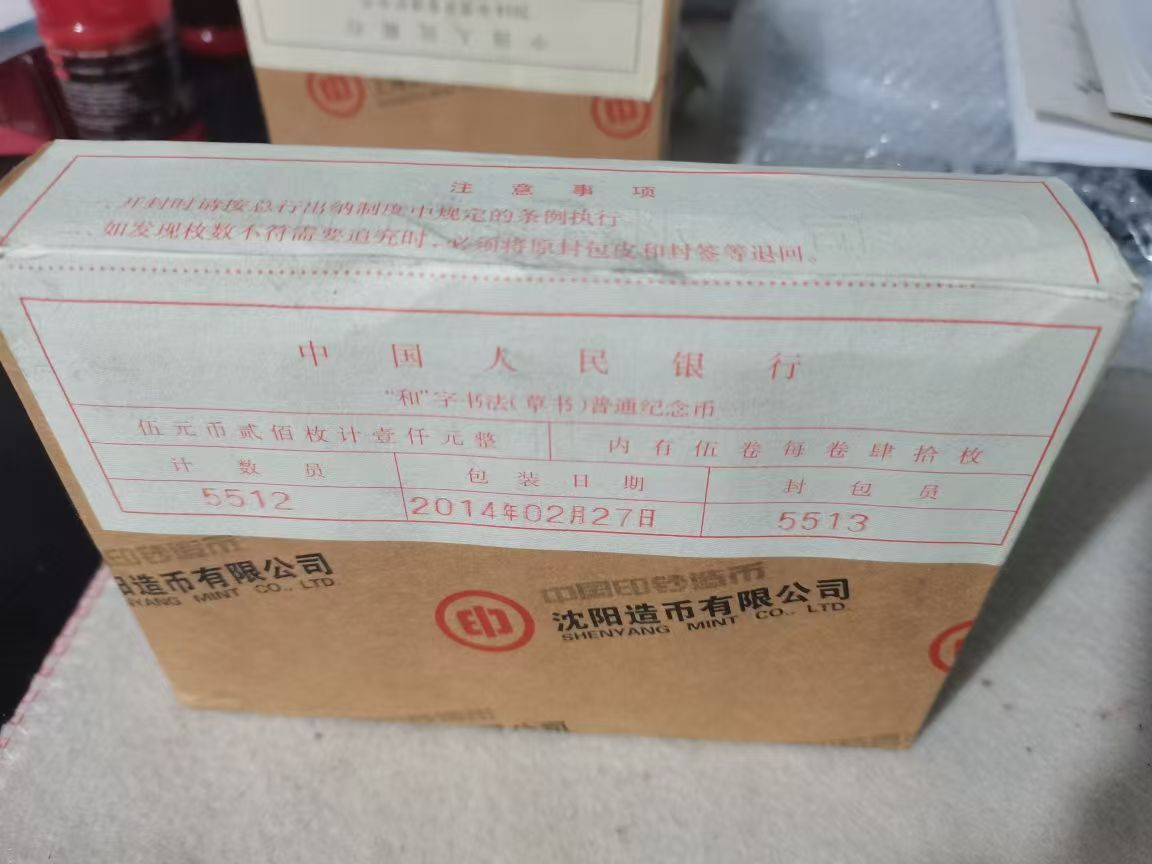 中国人民银行
注意事项
开封时请按总行出纳制度中规定的条例执行
如发现枚数不符需要追究时，必须将原封包皮和封签等退回。
中国人民银行
“和”字书法(草书)普通纪念币
伍元币贰佰枚计壹仟元整 内有伍卷每卷肆拾枚
计数员 包装日期 封包员
5512 2014年02月27日 5513
印钞造币 中国印钞造币
阳造币有限公司 沈阳造币有限公司
YANG MINT CO., LTD. SHENYANG MINT CO., LTD.